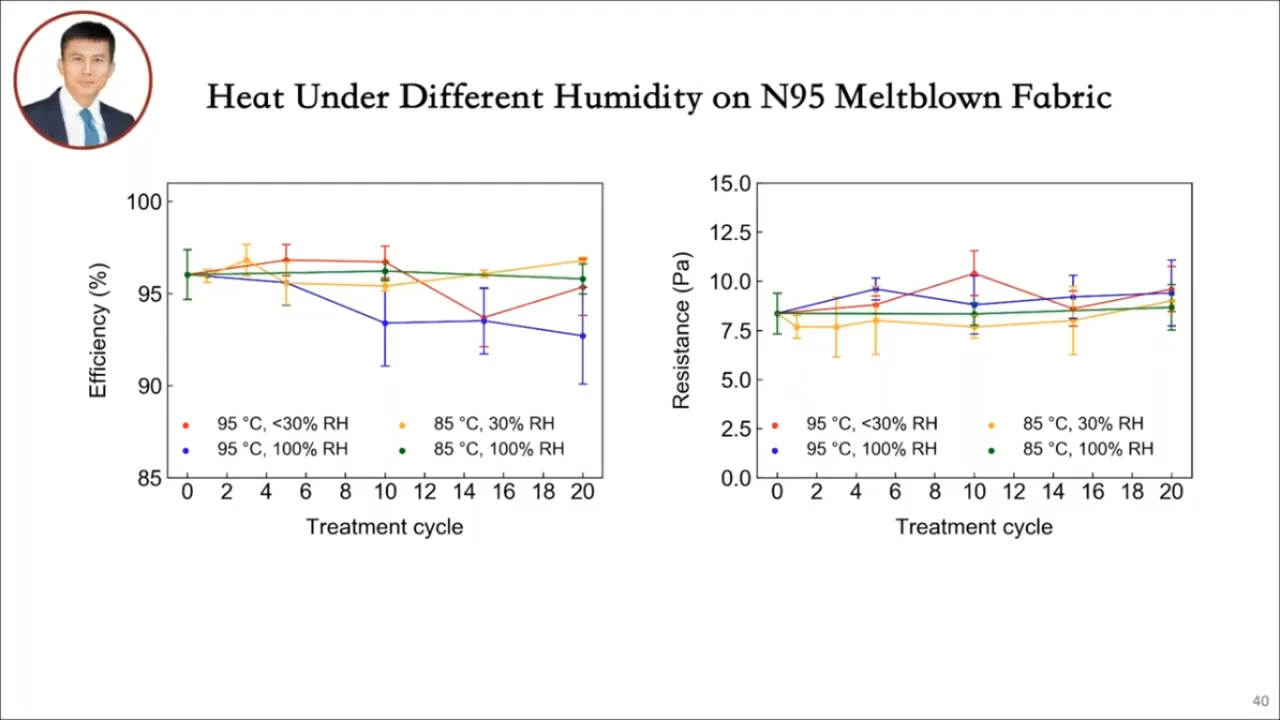 Heat Under Different Humidity on N95 Meltblown Fabric
Efficiency (%)
100
95
90
85
95 °C, <30% RH
85 °C, 30% RH
95 °C, 100% RH
85 °C, 100% RH
0 2 4 6 8 10 12 14 16 18 20
Treatment cycle
Resistance (Pa)
15.0
12.5
10.0
7.5
5.0
2.5
0.0
95 °C, <30% RH
85 °C, 30% RH
95 °C, 100% RH
85 °C, 100% RH
0 2 4 6 8 10 12 14 16 18 20
Treatment cycle
40